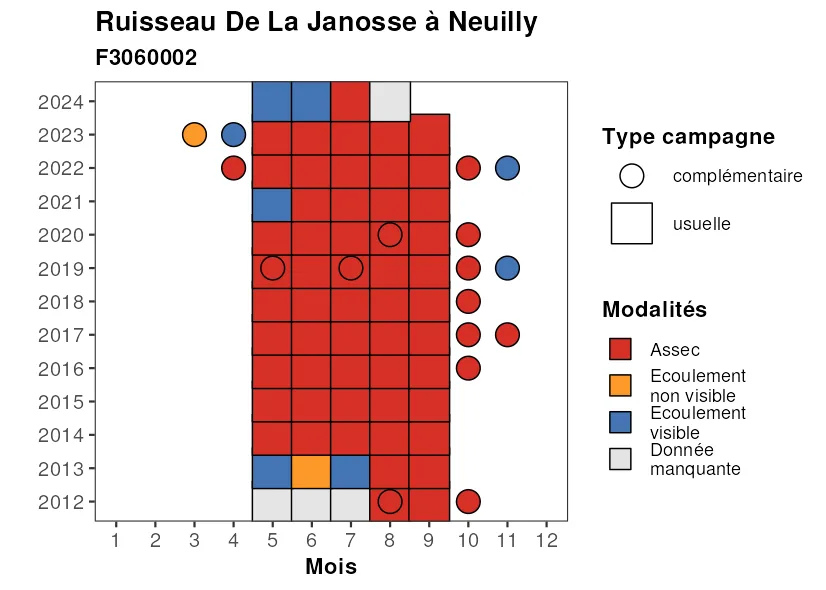 Ruisseau De La Janosse à Neuilly
F3060002
2024
2023
2022
2021
2020
2019
2018
2017
2016
2015
2014
2013
2012
1 2 3 4 5 6 7 8 9 10 11 12
Mois
Type campagne
complémentaire
usuelle
Modalités
Assec
Ecoulement
non visible
Ecoulement
visible
Donnée
manquante